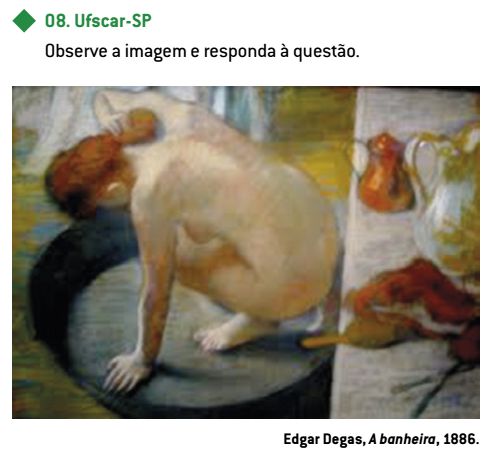 08. Ufscar-SP
Observe a imagem e responda à questão.
Edgar Degas, A banheira, 1886.